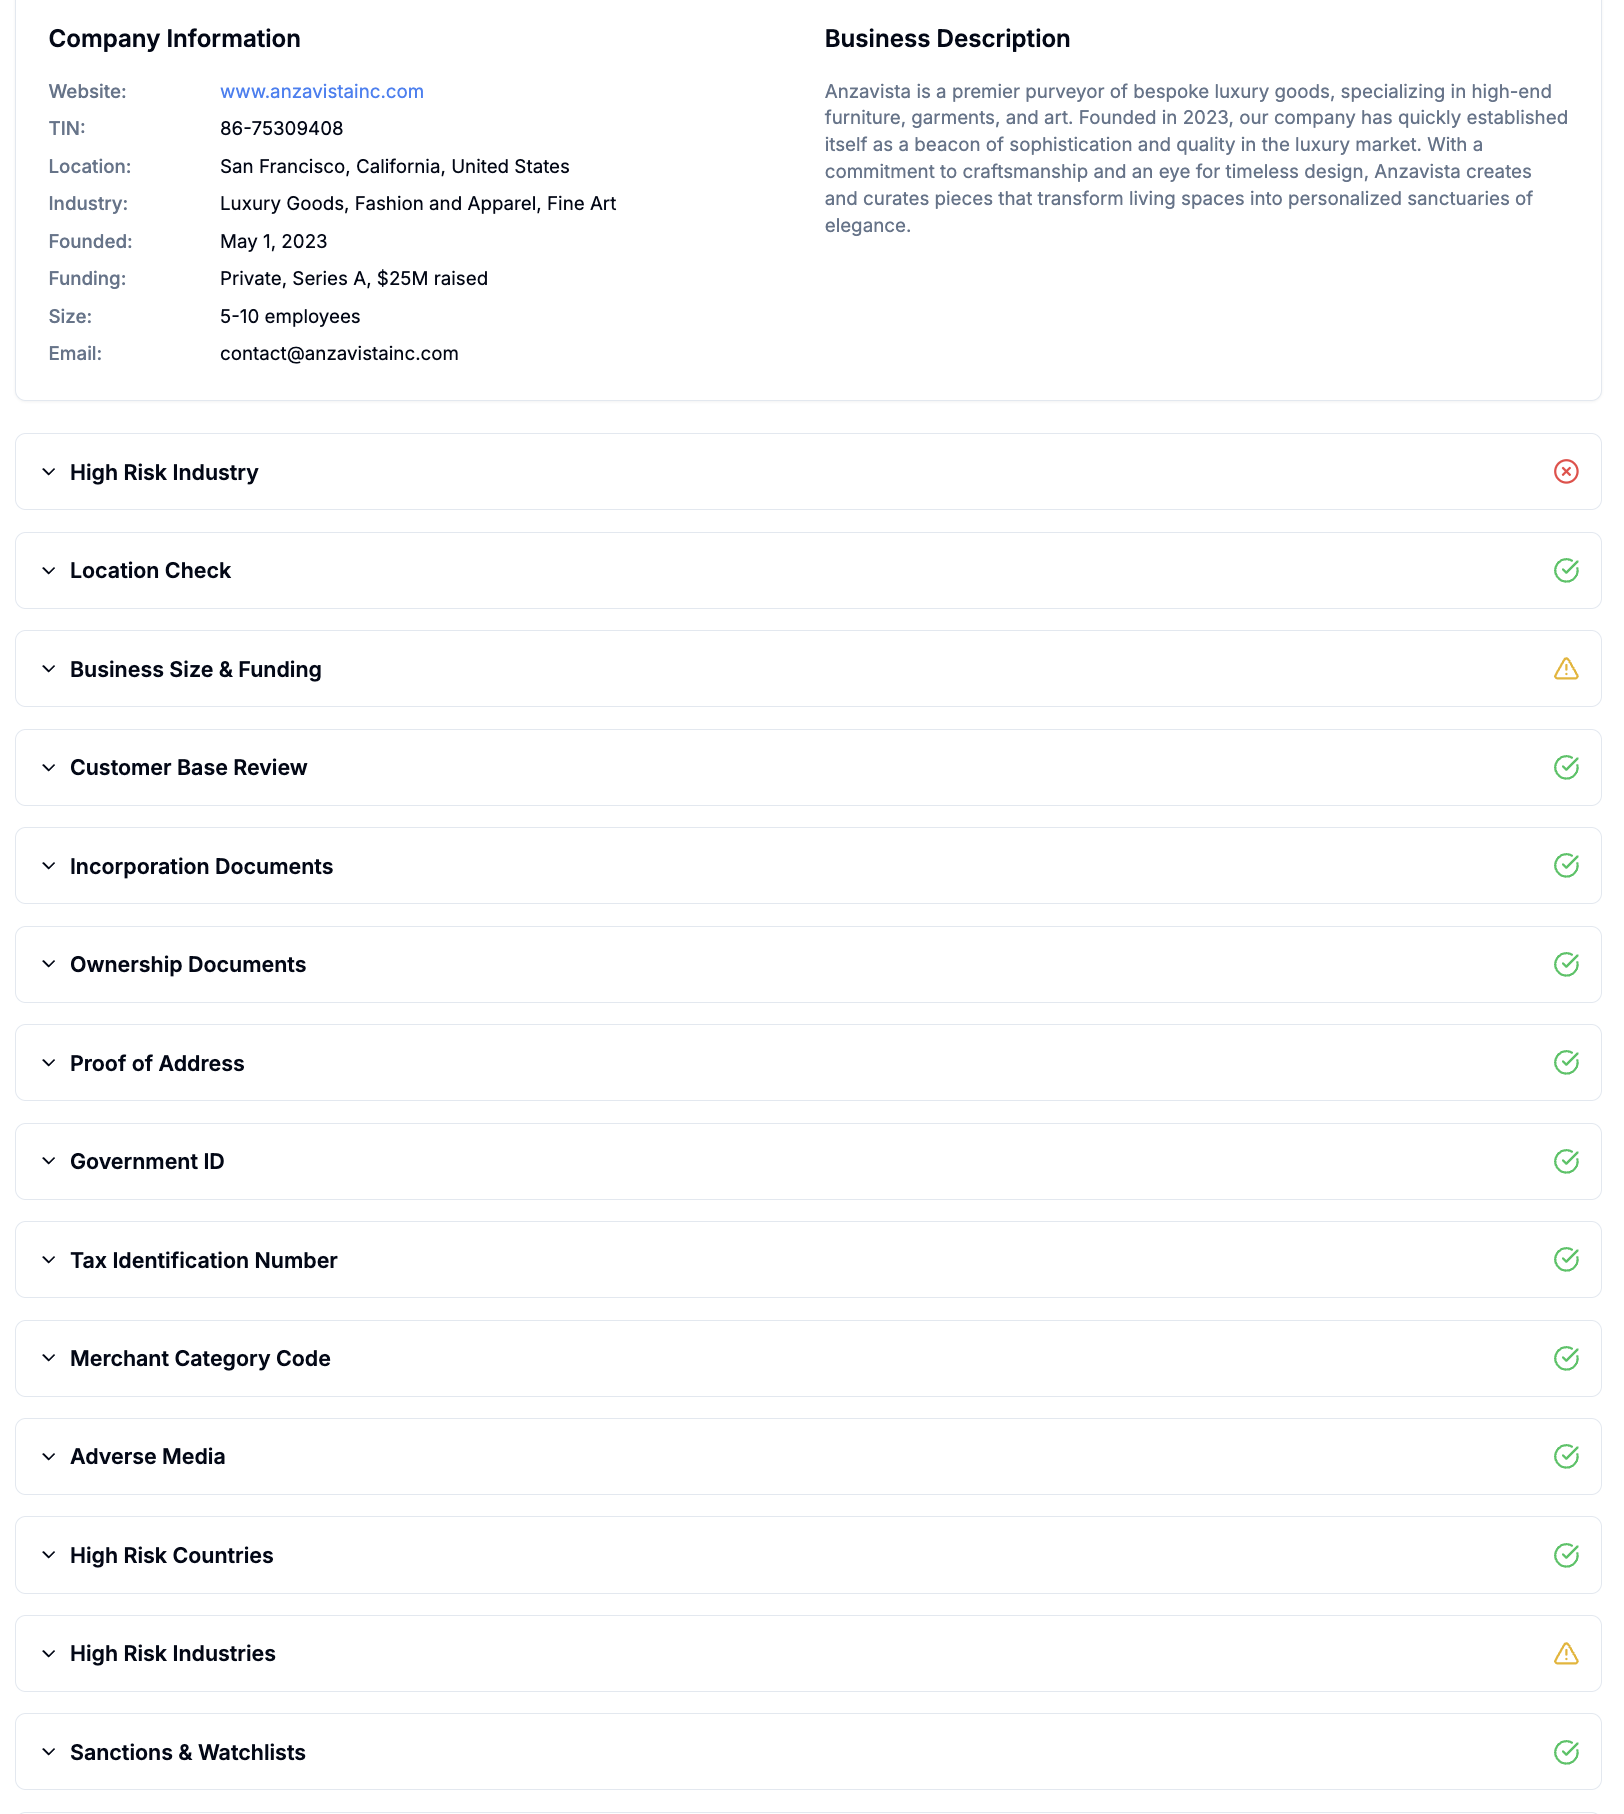 Company Information
Website: www.anzavistainc.com
TIN: 86-75309408
Location: San Francisco, California, United States
Industry: Luxury Goods, Fashion and Apparel, Fine Art
Founded: May 1, 2023
Funding: Private, Series A, $25M raised
Size: 5-10 employees
Email: contact@anzavistainc.com
Business Description
Anzavista is a premier purveyor of bespoke luxury goods, specializing in high-end
furniture, garments, and art. Founded in 2023, our company has quickly established
itself as a beacon of sophistication and quality in the luxury market. With a
commitment to craftsmanship and an eye for timeless design, Anzavista creates
and curates pieces that transform living spaces into personalized sanctuaries of
elegance.
High Risk Industry
Location Check
Business Size & Funding
Customer Base Review
Incorporation Documents
Ownership Documents
Proof of Address
Government ID
Tax Identification Number
Merchant Category Code
Adverse Media
High Risk Countries
High Risk Industries
Sanctions & Watchlists